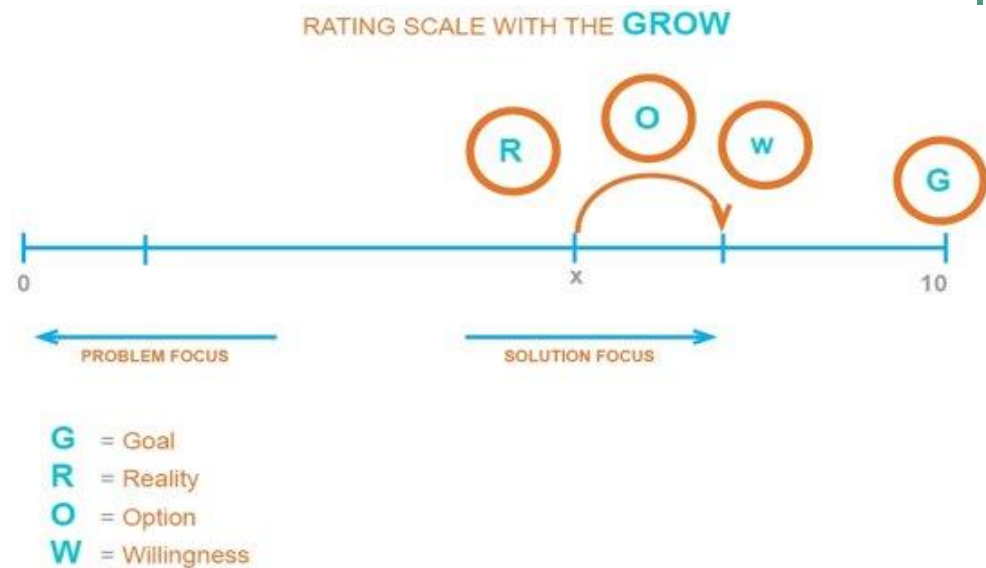 RATING SCALE WITH THE GROW
O
R
w
G
0
x
10
PROBLEM FOCUS
SOLUTION FOCUS
G = Goal
R = Reality
O = Option
W = Willingness